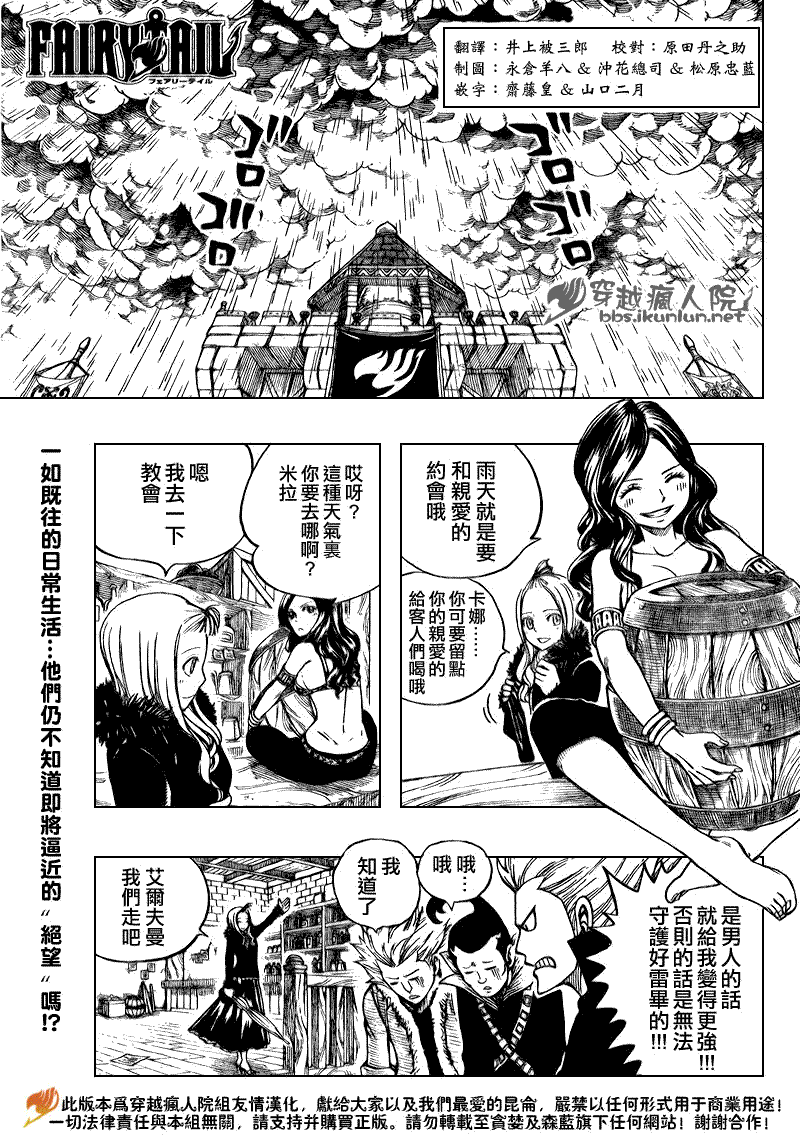 FAIRY TAIL
フェアリーテイル
翻譯：井上被三郎　校對：原田丹之助
制圖：永倉羊八 & 沖花總司 & 松原忠藍
嵌字：齋藤皇 & 山口二月
ゴロ
ゴロ
ゴロ
ゴロ
穿越瘋人院
bbs.ikunlun.net
雨天就是要
和親愛的
約會哦
卡娜……
你可要留點
你的親愛的
給客人們喝哦
哎呀？
這種天氣裏
你要去哪啊？
米拉
嗯
我去一下
教會
是男人的話
就給我變得更強!!!
否則的話是無法
守護好雷畢的!!!
哦哦…
我
知道了
艾爾夫曼
我們走吧
一如既往的日常生活…他們仍不知道即將逼近的“絕望“嗎!?
此版本爲穿越瘋人院組友情漢化，獻給大家以及我們最愛的昆侖，嚴禁以任何形式用于商業用途！
一切法律責任與本組無關，請支持并購買正版。請勿轉載至貪婪及森藍旗下任何網站！謝謝合作！